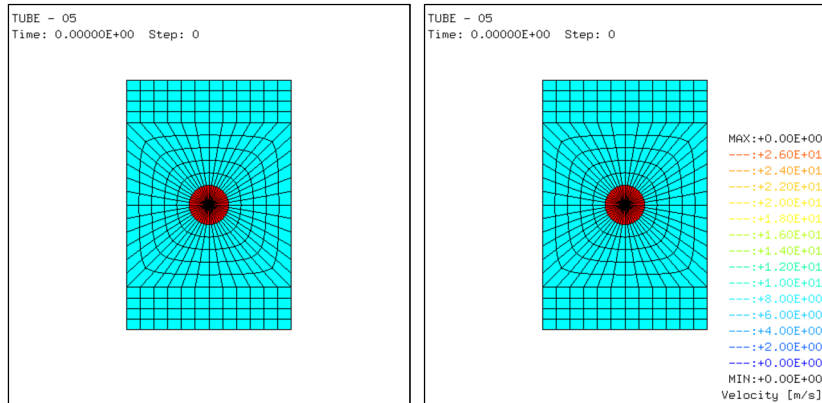 TUBE - 05
Time: 0.00000E+00 Step: 0
TUBE - 05
Time: 0.00000E+00 Step: 0
MAX:+0.00E+00
---:+2.60E+01
---:+2.40E+01
---:+2.20E+01
---:+2.00E+01
---:+1.80E+01
---:+1.60E+01
---:+1.40E+01
---:+1.20E+01
---:+1.00E+01
---:+8.00E+00
---:+6.00E+00
---:+4.00E+00
---:+2.00E+00
---:+0.00E+00
MIN:+0.00E+00
Velocity [m/s]